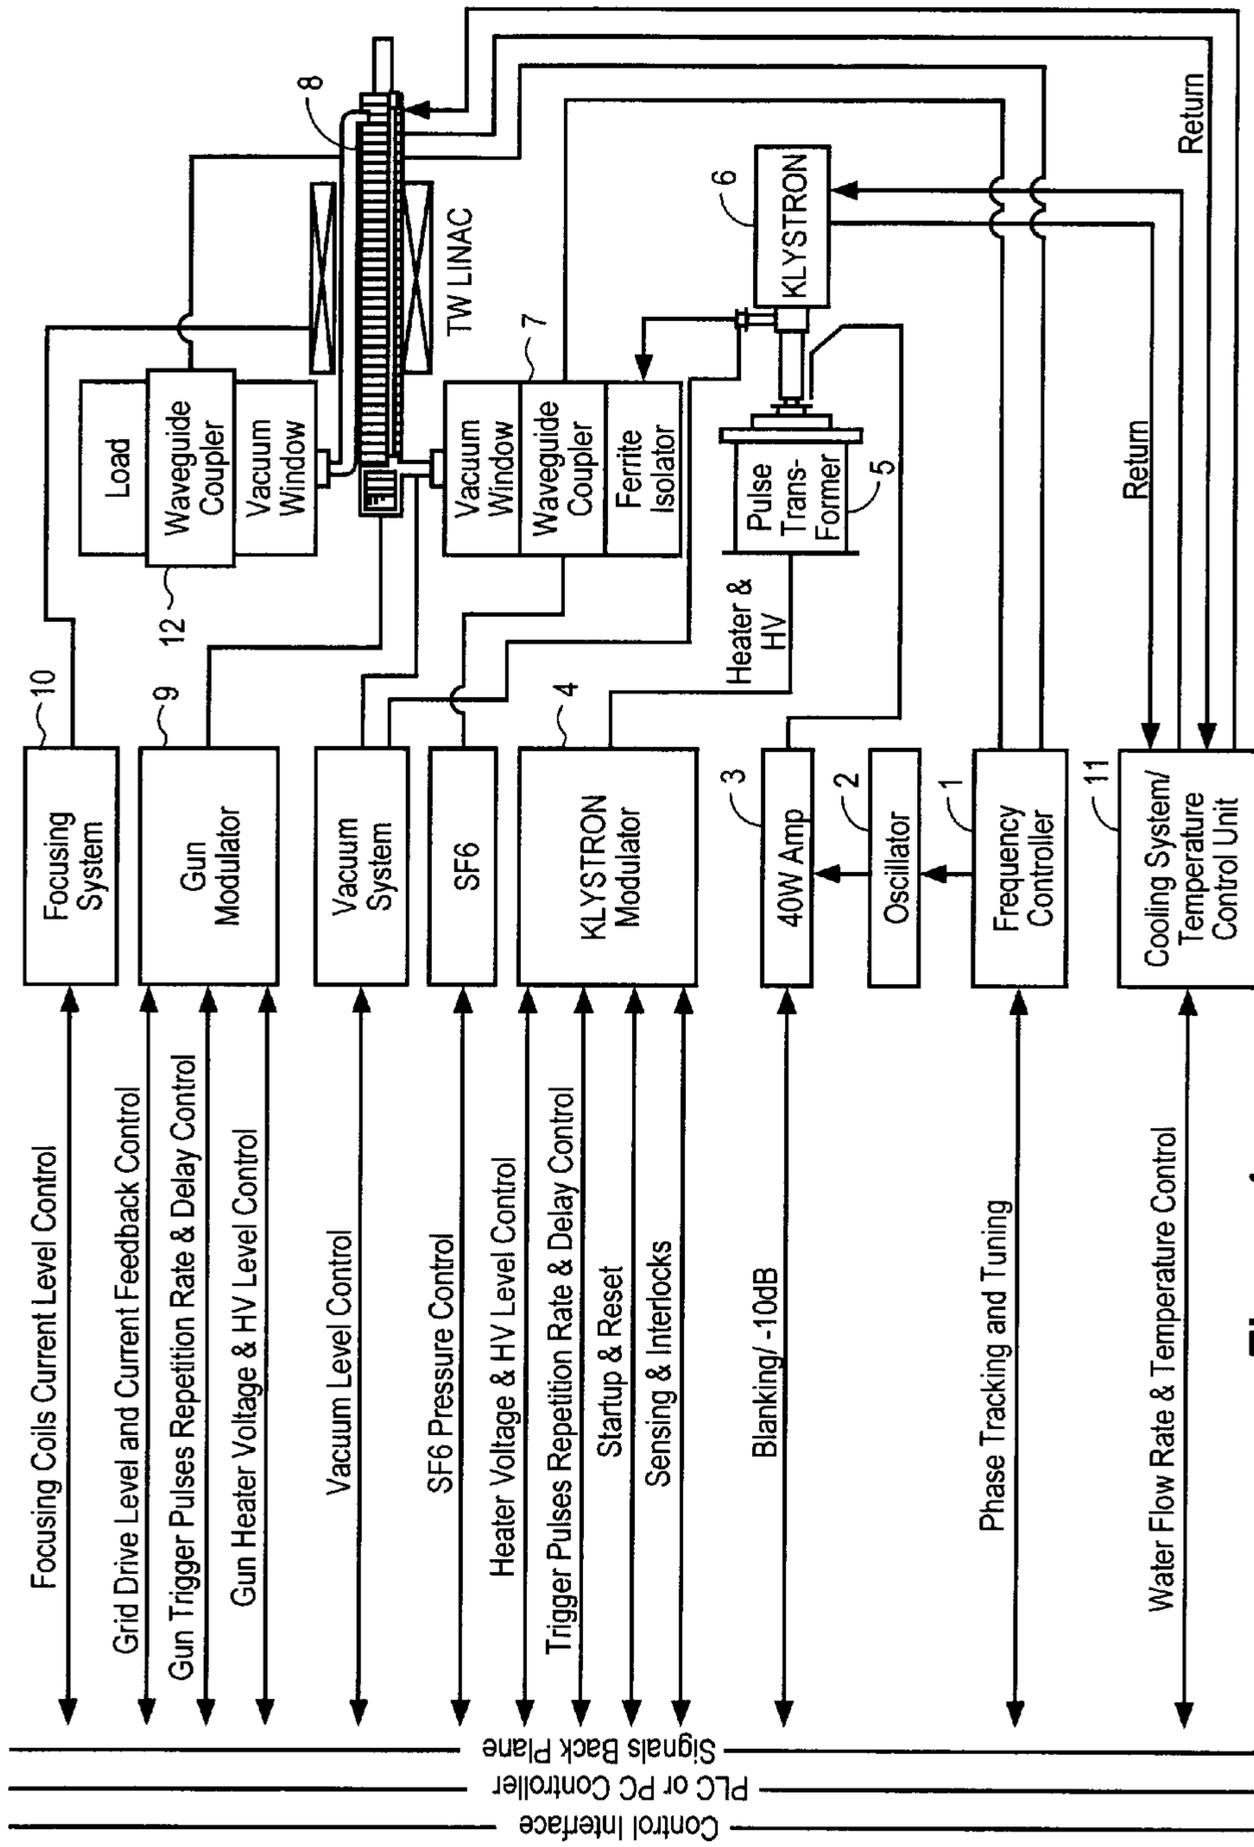 Control Interface
PLC or PC Controller
Signals Back Plane
Focusing Coils Current Level Control
Grid Drive Level and Current Feedback Control
Gun Trigger Pulses Repetition Rate & Delay Control
Gun Heater Voltage & HV Level Control
Vacuum Level Control
SF6 Pressure Control
Heater Voltage & HV Level Control
Trigger Pulses Repetition Rate & Delay Control
Startup & Reset
Sensing & Interlocks
Blanking/ -10dB
Phase Tracking and Tuning
Water Flow Rate & Temperature Control
10
Focusing
System
9
Gun
Modulator
Vacuum
System
SF6
4
KLYSTRON
Modulator
3
40W Amp
2
Oscillator
1
Frequency
Controller
11
Cooling System/
Temperature
Control Unit
12
Load
Waveguide
Coupler
Vacuum
Window
8
TW LINAC
7
Vacuum
Window
Waveguide
Coupler
Ferrite
Isolator
Heater &
HV
Pulse
Trans-
Former
5
6
KLYSTRON
Return
Return